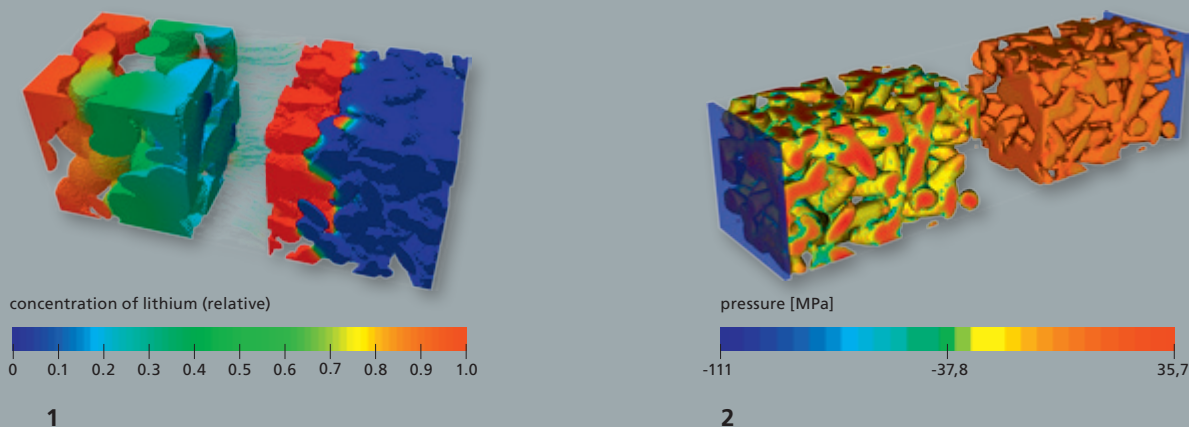 concentration of lithium (relative)
0 0.1 0.2 0.3 0.4 0.5 0.6 0.7 0.8 0.9 1.0
1
pressure [MPa]
-111 -37,8 35,7
2